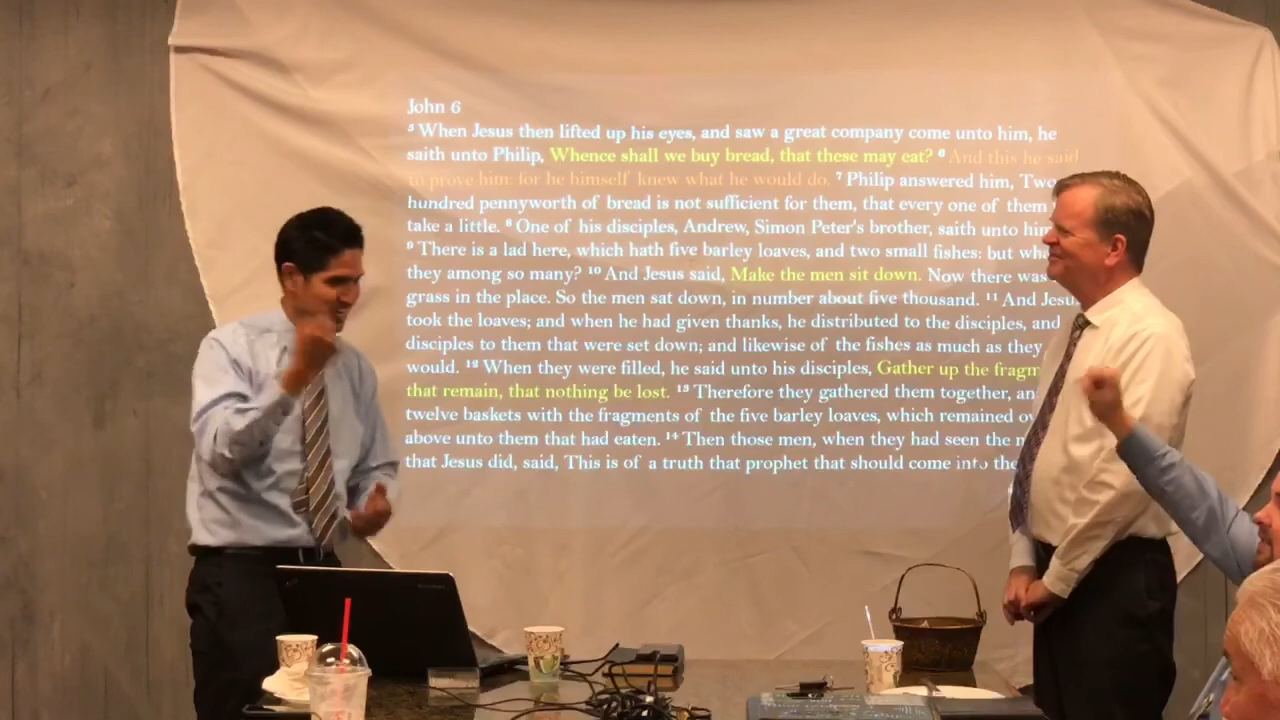 John 6
5 When Jesus then lifted up his eyes, and saw a great company come unto him, he
saith unto Philip, Whence shall we buy bread, that these may eat? 6 And this he said
to prove him: for he himself knew what he would do. 7 Philip answered him, Two
hundred pennyworth of bread is not sufficient for them, that every one of them
take a little. 8 One of his disciples, Andrew, Simon Peter's brother, saith unto him
9 There is a lad here, which hath five barley loaves, and two small fishes: but
they among so many? 10 And Jesus said, Make the men sit down. Now there was
grass in the place. So the men sat down, in number about five thousand. 11 And Jesu
took the loaves; and when he had given thanks, he distributed to the disciples, and
disciples to them that were set down; and likewise of the fishes as much as they
would. 12 When they were filled, he said unto his disciples, Gather up the fragm
that remain, that nothing be lost. 13 Therefore they gathered them together, an
twelve baskets with the fragments of the five barley loaves, which remained ov
above unto them that had eaten. 14 Then those men, when they had seen the m
that Jesus did, said, This is of a truth that prophet that should come into the